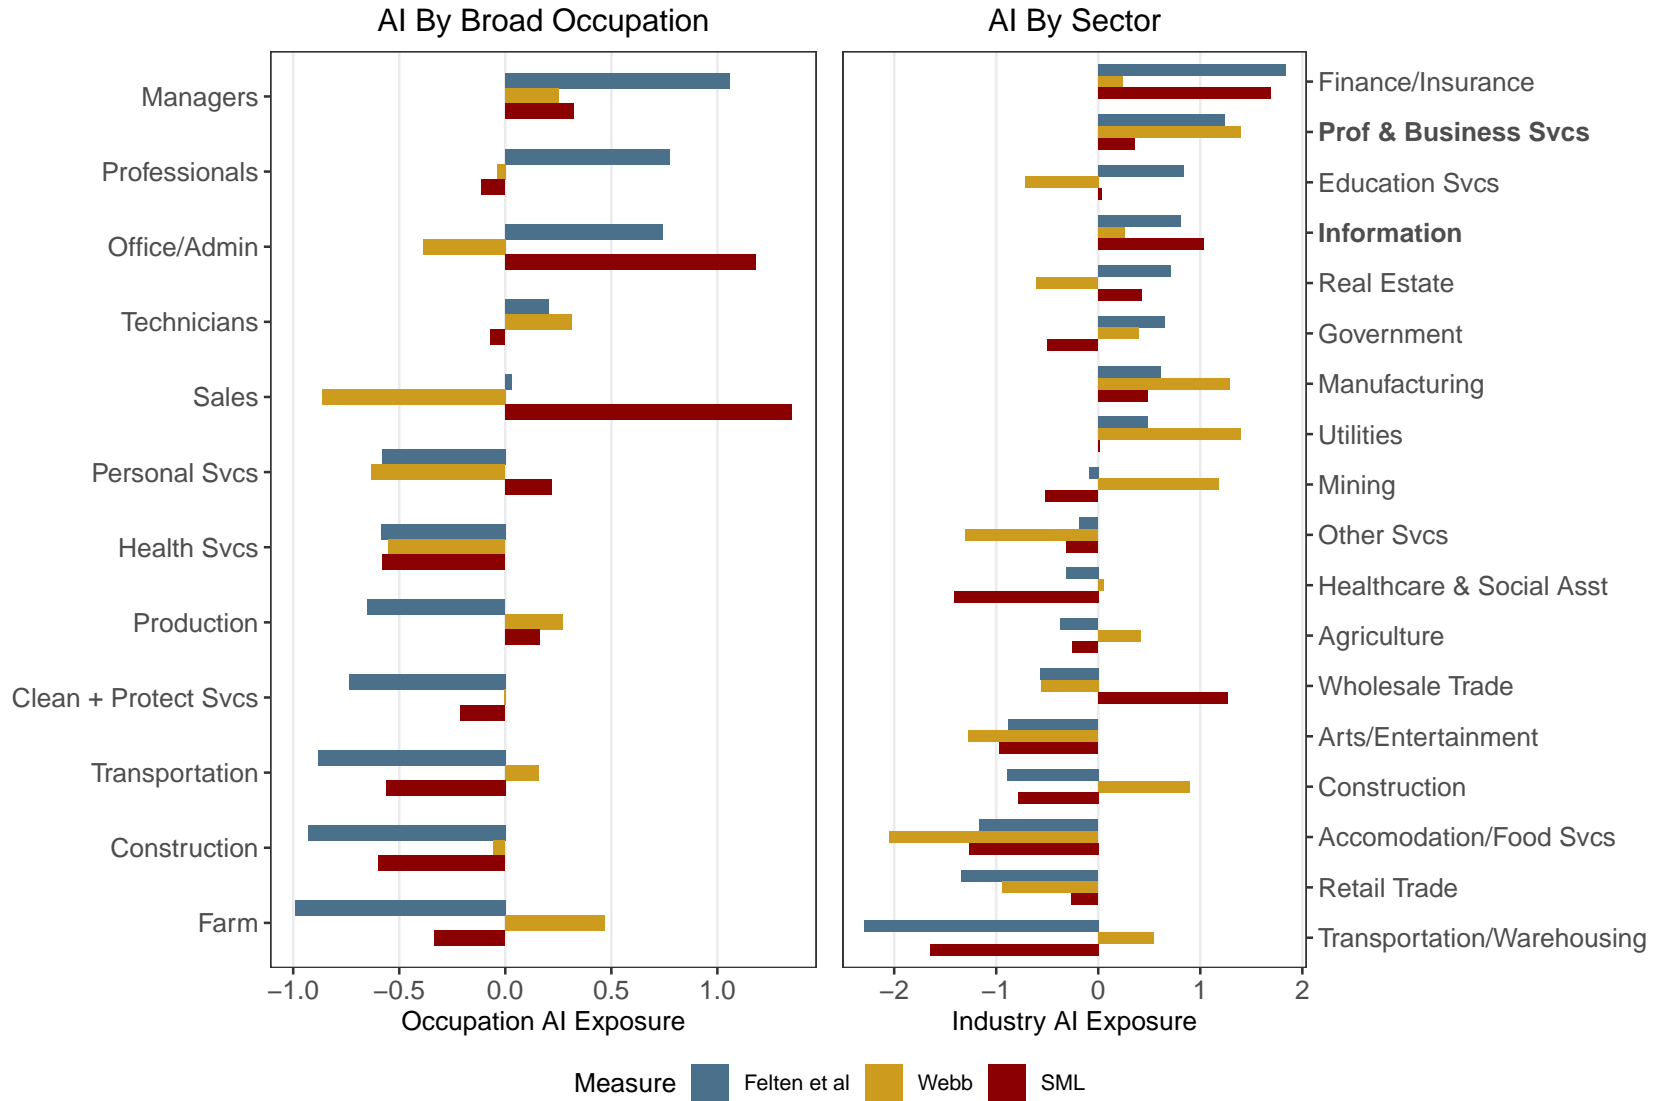 AI By Broad Occupation
Managers
Professionals
Office/Admin
Technicians
Sales
Personal Svcs
Health Svcs
Production
Clean + Protect Svcs
Transportation
Construction
Farm
−1.0 −0.5 0.0 0.5 1.0
Occupation AI Exposure
AI By Sector
Finance/Insurance
Prof & Business Svcs
Education Svcs
Information
Real Estate
Government
Manufacturing
Utilities
Mining
Other Svcs
Healthcare & Social Asst
Agriculture
Wholesale Trade
Arts/Entertainment
Construction
Accomodation/Food Svcs
Retail Trade
Transportation/Warehousing
−2 −1 0 1 2
Industry AI Exposure
Measure Felten et al Webb SML